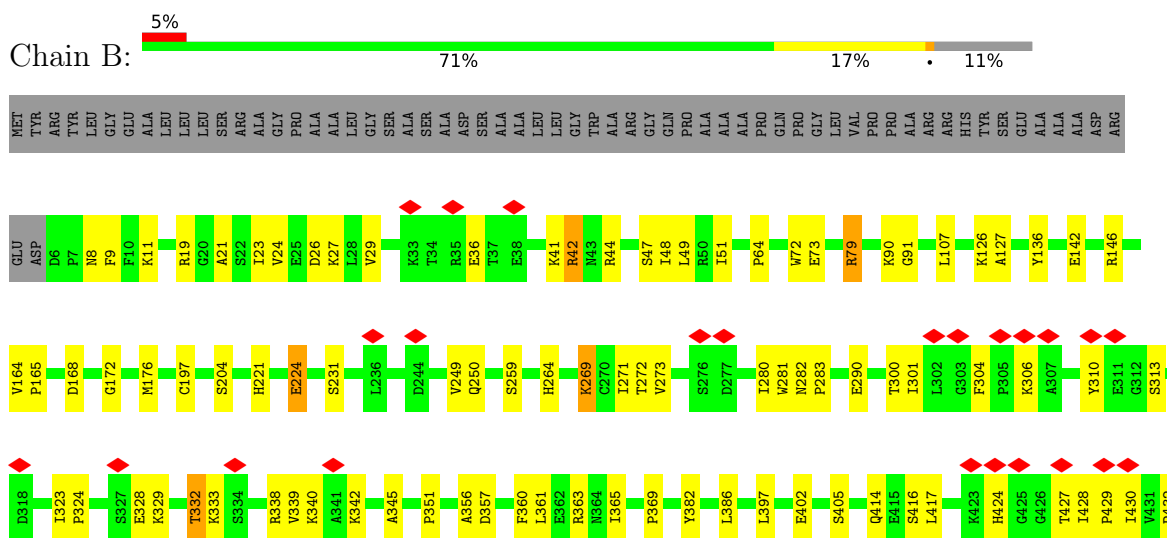 5%
Chain B:
71% 17% • 11%
MET TYR ARG TYR LEU GLY GLU ALA LEU LEU LEU SER ARG ALA GLY PRO ALA ALA LEU GLY SER ALA SER ALA ASP SER ALA ALA LEU LEU GLY TRP ALA ARG GLY GLN PRO ALA ALA ALA PRO GLN PRO GLY LEU VAL PRO PRO ALA ARG ARG HIS TYR SER GLU ALA ALA ALA ASP ARG
GLU ASP D6 P7 N8 F9 F10 K11 R19 G20 A21 S22 I23 V24 E25 D26 K27 L28 V29 K33 T34 R35 E36 T37 E38 K41 R42 N43 R44 S47 I48 L49 R50 I51 P64 W72 E73 R79 K90 G91 L107 K126 A127 Y136 E142 R146
V164 P165 D168 G172 M176 C197 S204 H221 E224 S231 L236 D244 V249 Q250 S259 H264 K269 C270 I271 T272 V273 S276 D277 I280 W281 N282 P283 E290 T300 I301 L302 G303 F304 P305 K306 A307 Y310 E311 G312 S313
D318 I323 P324 S327 E328 K329 T332 K333 S334 R338 V339 K340 A341 K342 A345 P351 A356 D357 F360 L361 E362 R363 N364 I365 P369 Y382 L386 L397 E402 S405 Q414 E415 S416 L417 K423 H424 G425 G426 T427 I428 P429 I430 V431